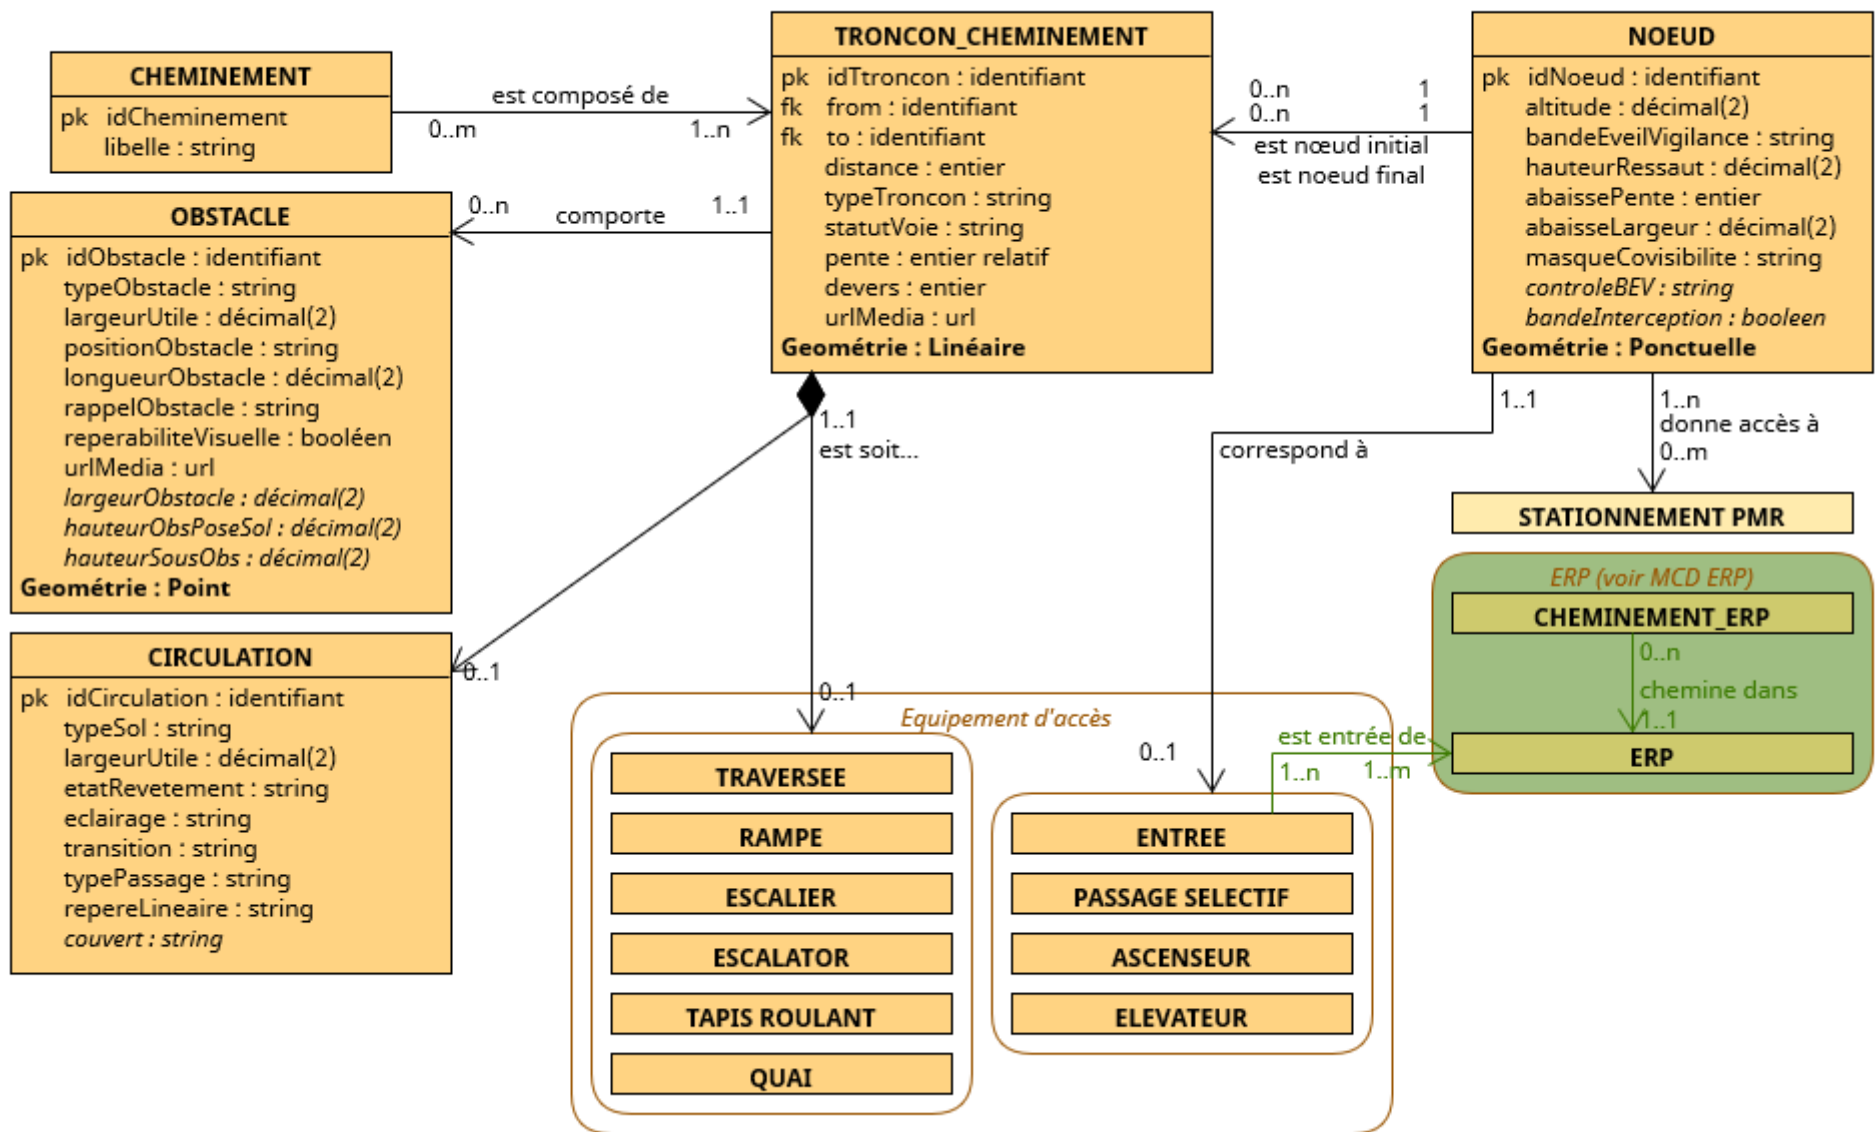 CHEMINEMENT
pk idCheminement
libelle : string
est composé de
0..m
1..n
TRONCON_CHEMINEMENT
pk idTtroncon : identifiant
fk from : identifiant
fk to : identifiant
distance : entier
typeTroncon : string
statutVoie : string
pente : entier relatif
devers : entier
urlMedia : url
Geométrie : Linéaire
0..n 1
0..n 1
est nœud initial
est noeud final
NOEUD
pk idNoeud : identifiant
altitude : décimal(2)
bandeEveilVigilance : string
hauteurRessaut : décimal(2)
abaissePente : entier
abaisseLargeur : décimal(2)
masqueCovisibilite : string
controleBEV : string
bandeInterception : booleen
Geométrie : Ponctuelle
OBSTACLE
pk idObstacle : identifiant
typeObstacle : string
largeurUtile : décimal(2)
positionObstacle : string
longueurObstacle : décimal(2)
rappelObstacle : string
reperabiliteVisuelle : booléen
urlMedia : url
largeurObstacle : décimal(2)
hauteurObsPoseSol : décimal(2)
hauteurSousObs : décimal(2)
Geométrie : Point
0..n
comporte
1..1
1..1
est soit...
0..1
0..1
CIRCULATION
pk idCirculation : identifiant
typeSol : string
largeurUtile : décimal(2)
etatRevetement : string
eclairage : string
transition : string
typePassage : string
repereLineaire : string
couvert : string
1..1
correspond à
0..1
1..n
donne accès à
0..m
STATIONNEMENT PMR
ERP (voir MCD ERP)
CHEMINEMENT_ERP
0..n
chemine dans
1..1
ERP
est entrée de
1..n
1..m
Equipement d'accès
TRAVERSEE
RAMPE
ESCALIER
ESCALATOR
TAPIS ROULANT
QUAI
ENTREE
PASSAGE SELECTIF
ASCENSEUR
ELEVATEUR